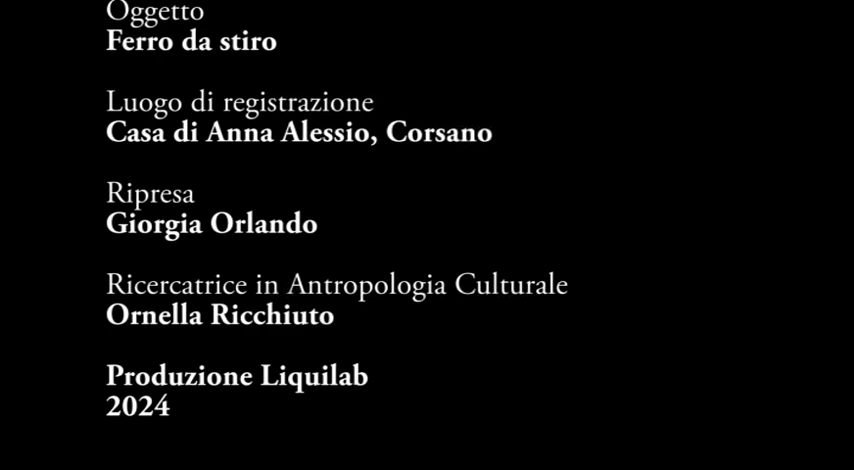 Oggetto
Ferro da stiro
Luogo di registrazione
Casa di Anna Alessio, Corsano
Ripresa
Giorgia Orlando
Ricercatrice in Antropologia Culturale
Ornella Ricchiuto
Produzione Liquilab
2024